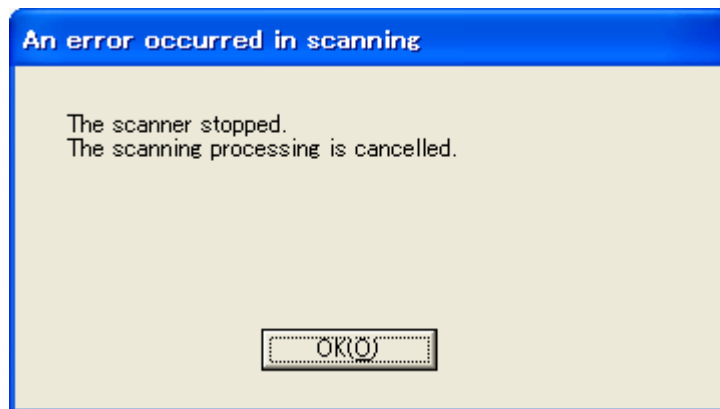 An error occurred in scanning
The scanner stopped.
The scanning processing is cancelled.
OK(O)